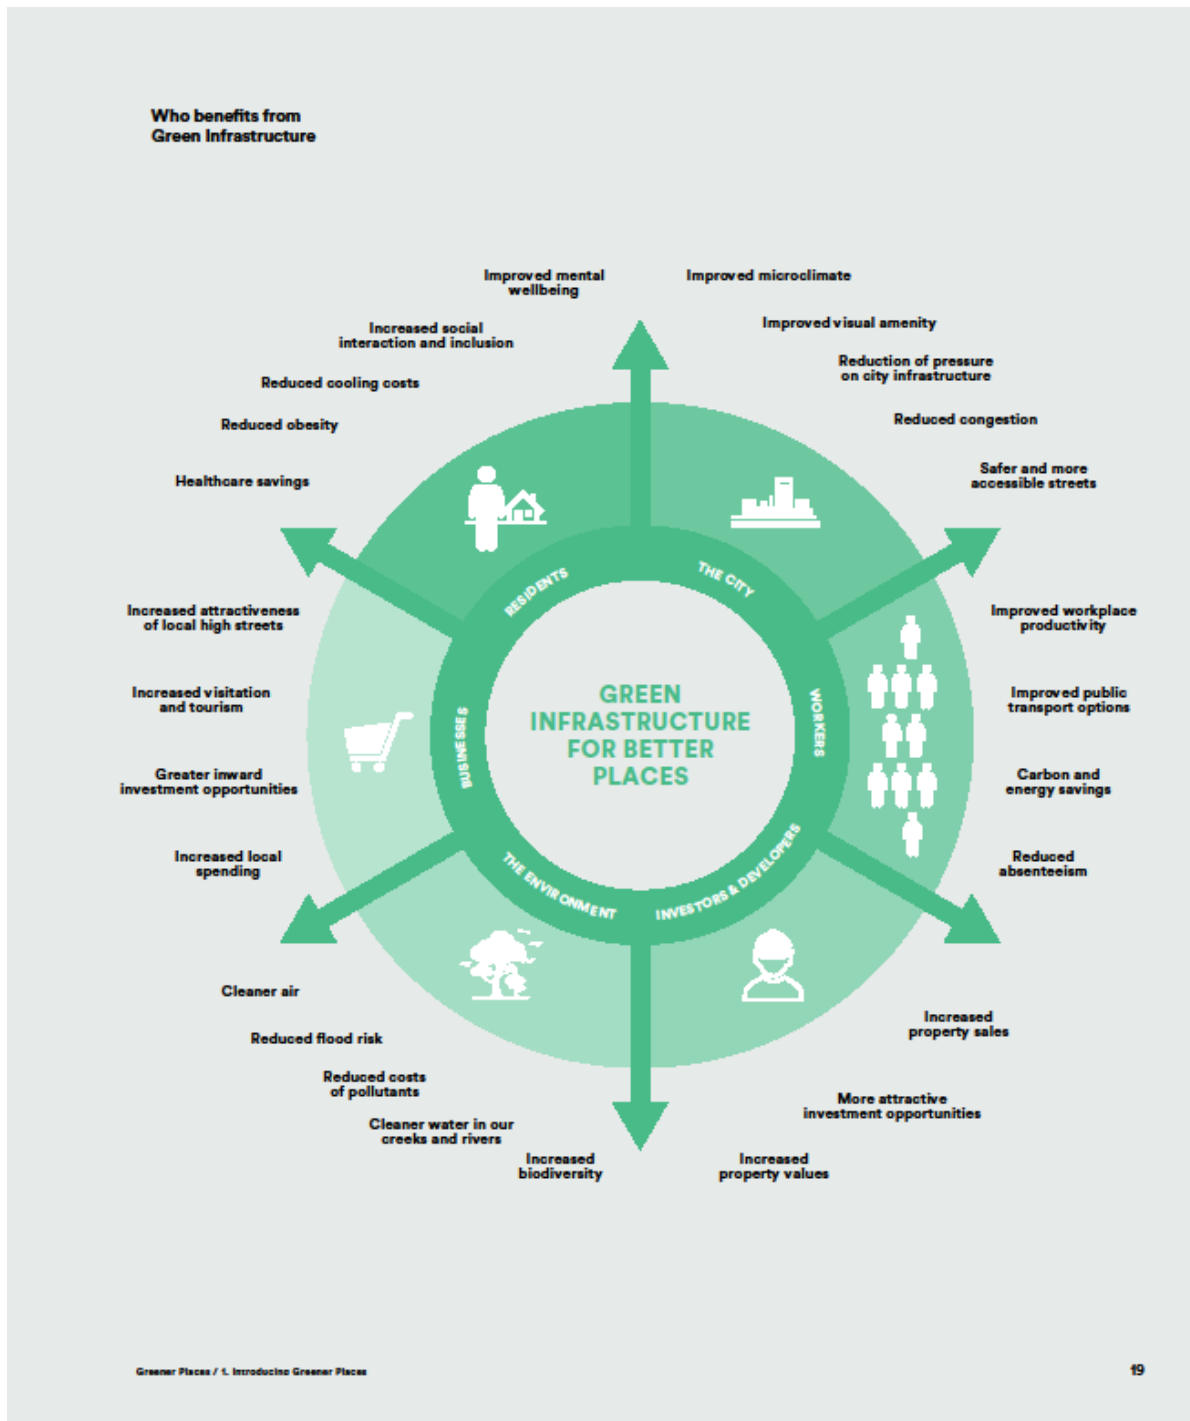 Who benefits from
Green Infrastructure
Improved mental
wellbeing
Increased social
interaction and inclusion
Reduced cooling costs
Reduced obesity
Healthcare savings
Improved microclimate
Improved visual amenity
Reduction of pressure
on city infrastructure
Reduced congestion
Safer and more
accessible streets
RESIDENTS
THE CITY
WORKERS
INVESTORS & DEVELOPERS
THE ENVIRONMENT
BUSINESSES
GREEN
INFRASTRUCTURE
FOR BETTER
PLACES
Increased attractiveness
of local high streets
Increased visitation
and tourism
Greater inward
investment opportunities
Increased local
spending
Improved workplace
productivity
Improved public
transport options
Carbon and
energy savings
Reduced
absenteeism
Cleaner air
Reduced flood risk
Reduced costs
of pollutants
Cleaner water in our
creeks and rivers
Increased
biodiversity
Increased
property sales
More attractive
investment opportunities
Increased
property values
Greener Places / 1. Introducing Greener Places
19